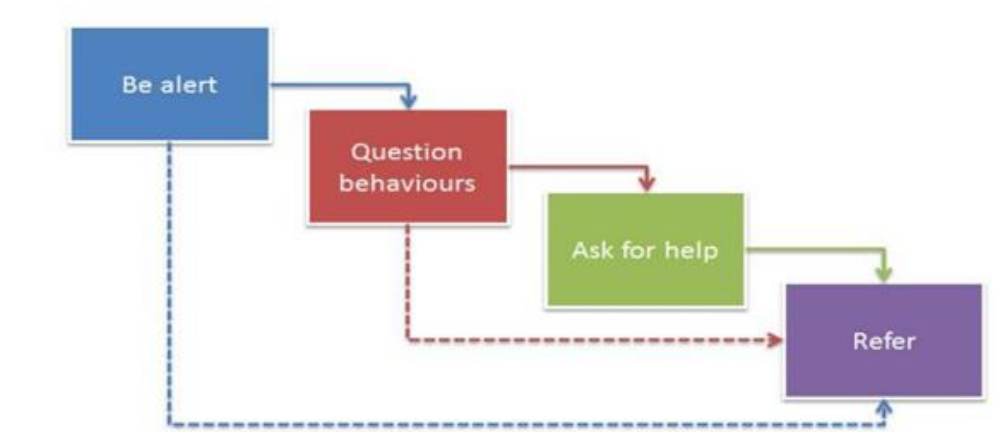 Be alert
Question
behaviours
Ask for help
Refer